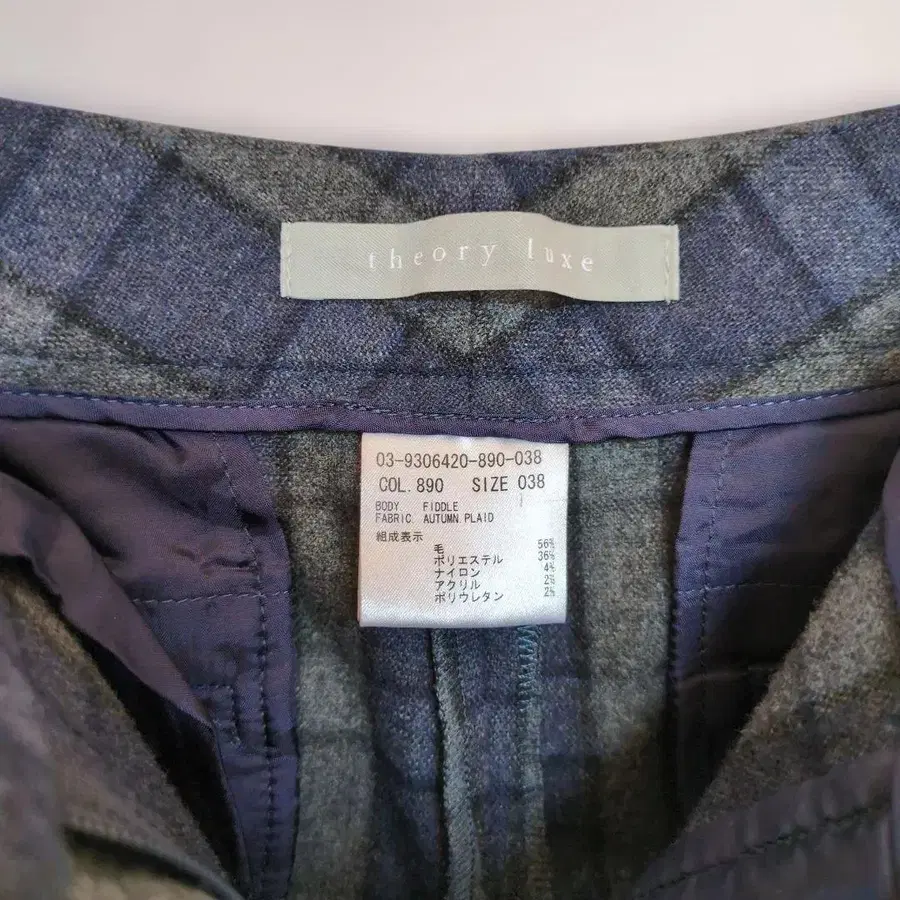 theory luxe
03-9306420-890-038
COL. 890 SIZE 038
BODY FIDDLE
FABRIC AUTUMN PLAID
組成表示
毛 56%
ポリエステル 36%
ナイロン 4%
アクリル 2%
ポリウレタン 2%